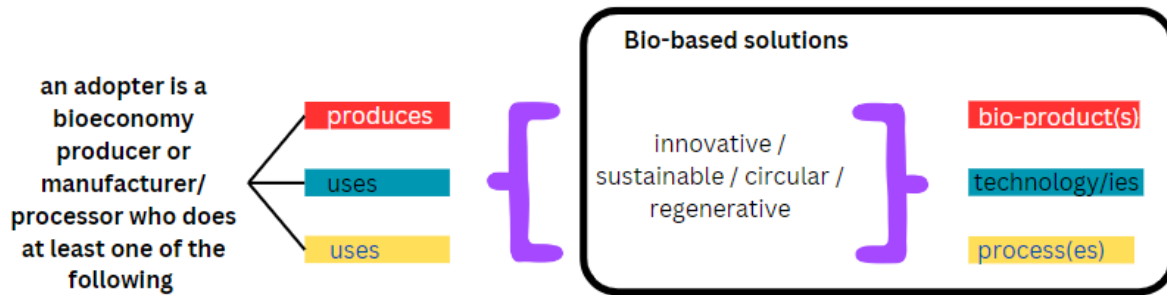 an adopter is a
bioeconomy
producer or
manufacturer/
processor who does
at least one of the
following
produces
uses
uses
Bio-based solutions
innovative /
sustainable / circular /
regenerative
bio-product(s)
technology/ies
process(es)